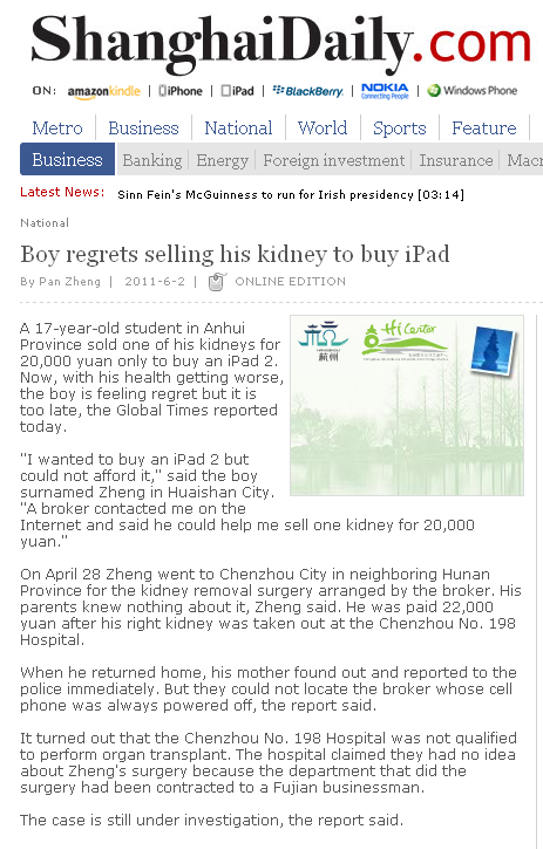 ShanghaiDaily.com
ON: amazonkindle | iPhone | iPad | BlackBerry | NOKIA Connecting People | Windows Phone
Metro | Business | National | World | Sports | Feature
Business Banking | Energy | Foreign investment | Insurance | Macr
Latest News: Sinn Fein's McGuinness to run for Irish presidency [03:14]
National
Boy regrets selling his kidney to buy iPad
By Pan Zheng | 2011-6-2 | ONLINE EDITION
杭州
Hi Center
A 17-year-old student in Anhui
Province sold one of his kidneys for
20,000 yuan only to buy an iPad 2.
Now, with his health getting worse,
the boy is feeling regret but it is
too late, the Global Times reported
today.
"I wanted to buy an iPad 2 but
could not afford it," said the boy
surnamed Zheng in Huaishan City.
"A broker contacted me on the
Internet and said he could help me sell one kidney for 20,000
yuan."
On April 28 Zheng went to Chenzhou City in neighboring Hunan
Province for the kidney removal surgery arranged by the broker. His
parents knew nothing about it, Zheng said. He was paid 22,000
yuan after his right kidney was taken out at the Chenzhou No. 198
Hospital.
When he returned home, his mother found out and reported to the
police immediately. But they could not locate the broker whose cell
phone was always powered off, the report said.
It turned out that the Chenzhou No. 198 Hospital was not qualified
to perform organ transplant. The hospital claimed they had no idea
about Zheng's surgery because the department that did the
surgery had been contracted to a Fujian businessman.
The case is still under investigation, the report said.